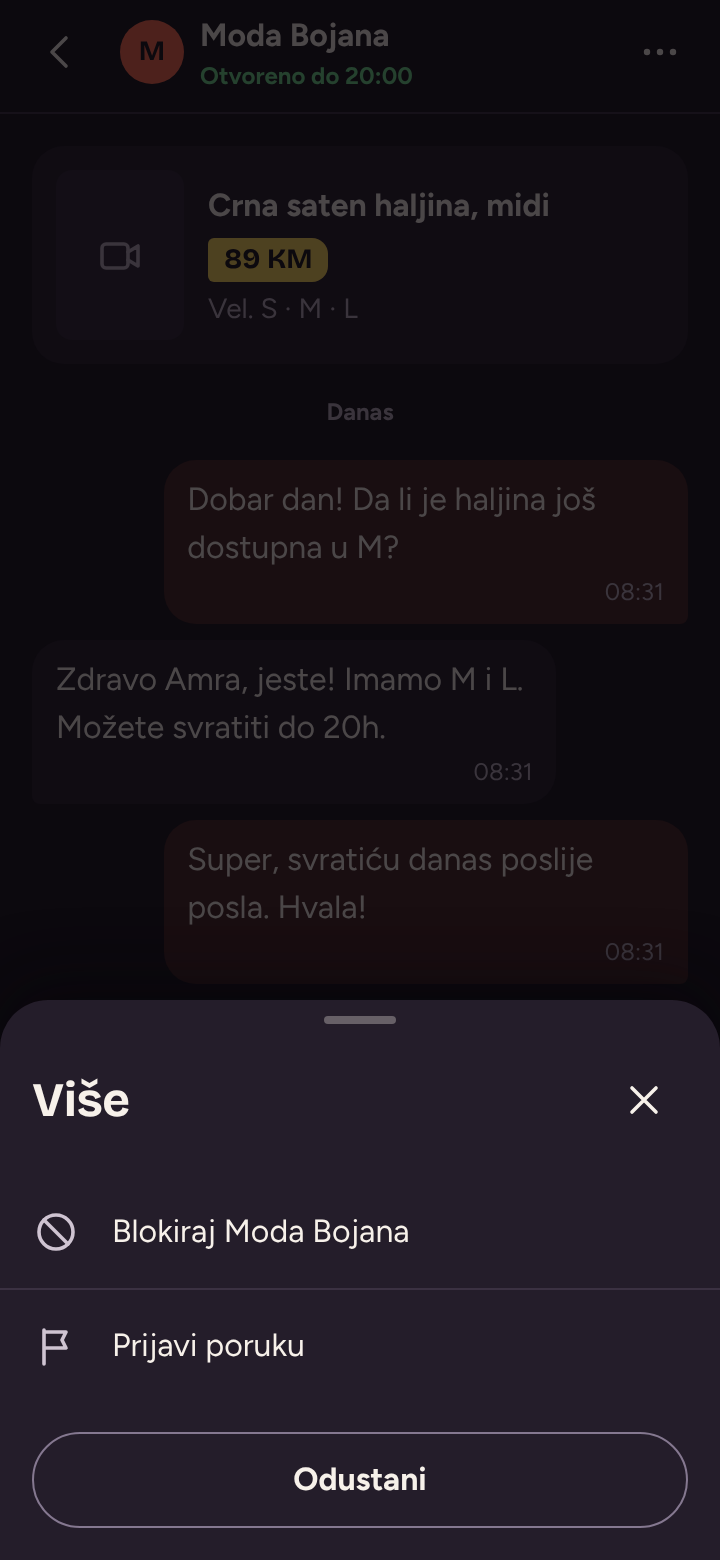 M
Moda Bojana
Otvoreno do 20:00
Crna saten haljina, midi
89 KM
Vel. S · M · L
Danas
Dobar dan! Da li je haljina još
dostupna u M?
08:31
Zdravo Amra, jeste! Imamo M i L.
Možete svratiti do 20h.
08:31
Super, svratiću danas poslije
posla. Hvala!
08:31
Više
Blokiraj Moda Bojana
Prijavi poruku
Odustani